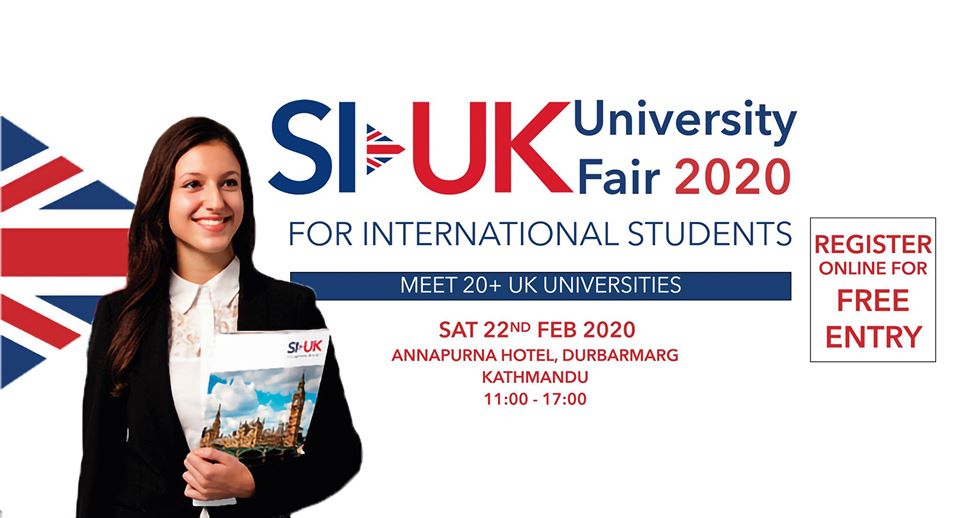 SI UK University
Fair 2020
FOR INTERNATIONAL STUDENTS
MEET 20+ UK UNIVERSITIES
SAT 22ND FEB 2020
ANNAPURNA HOTEL, DURBARMARG
KATHMANDU
11:00 - 17:00
REGISTER
ONLINE FOR
FREE
ENTRY
SI UK